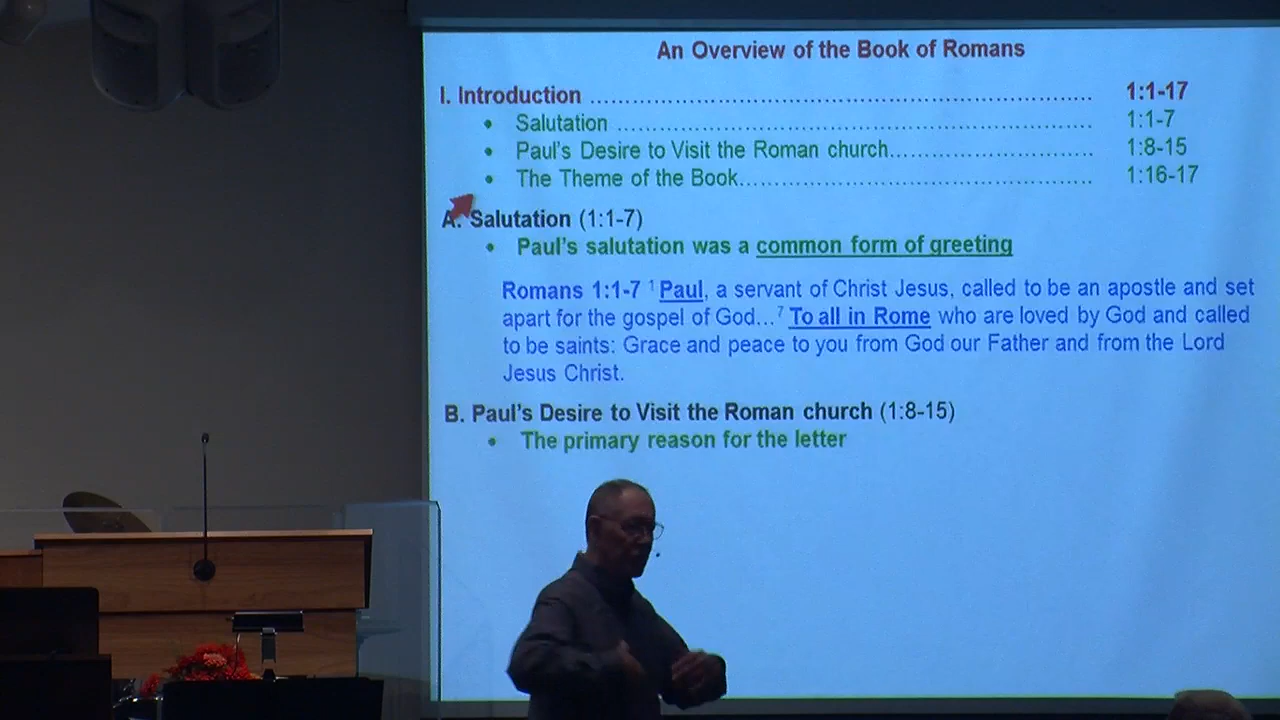 An Overview of the Book of Romans
I. Introduction ........................................................................ 1:1-17
• Salutation ..................................................................... 1:1-7
• Paul's Desire to Visit the Roman church.............................. 1:8-15
• The Theme of the Book.................................................... 1:16-17
A. Salutation (1:1-7)
• Paul's salutation was a common form of greeting
Romans 1:1-7 ¹ Paul, a servant of Christ Jesus, called to be an apostle and set
apart for the gospel of God...⁷ To all in Rome who are loved by God and called
to be saints: Grace and peace to you from God our Father and from the Lord
Jesus Christ.
B. Paul's Desire to Visit the Roman church (1:8-15)
• The primary reason for the letter